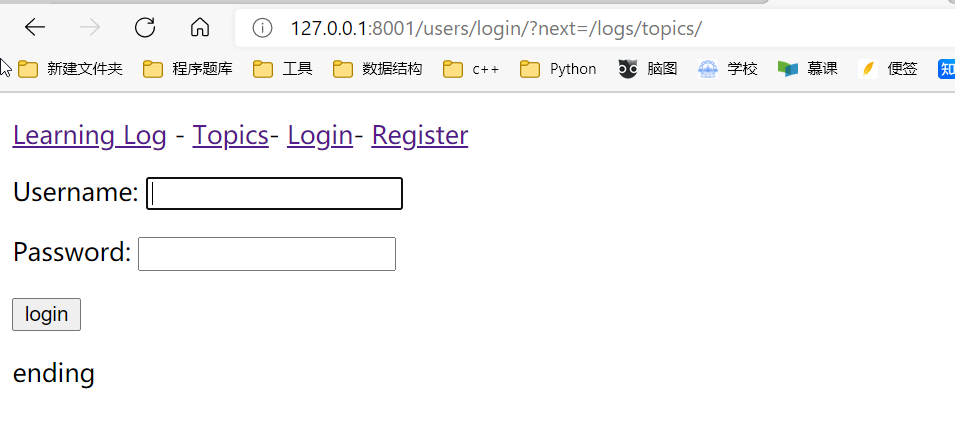 127.0.0.1:8001/users/login/?next=/logs/topics/
新建文件夹 程序题库 工具 数据结构 c++ Python 脑图 学校 慕课 便签 知
Learning Log - Topics- Login- Register
Username:
Password:
login
ending